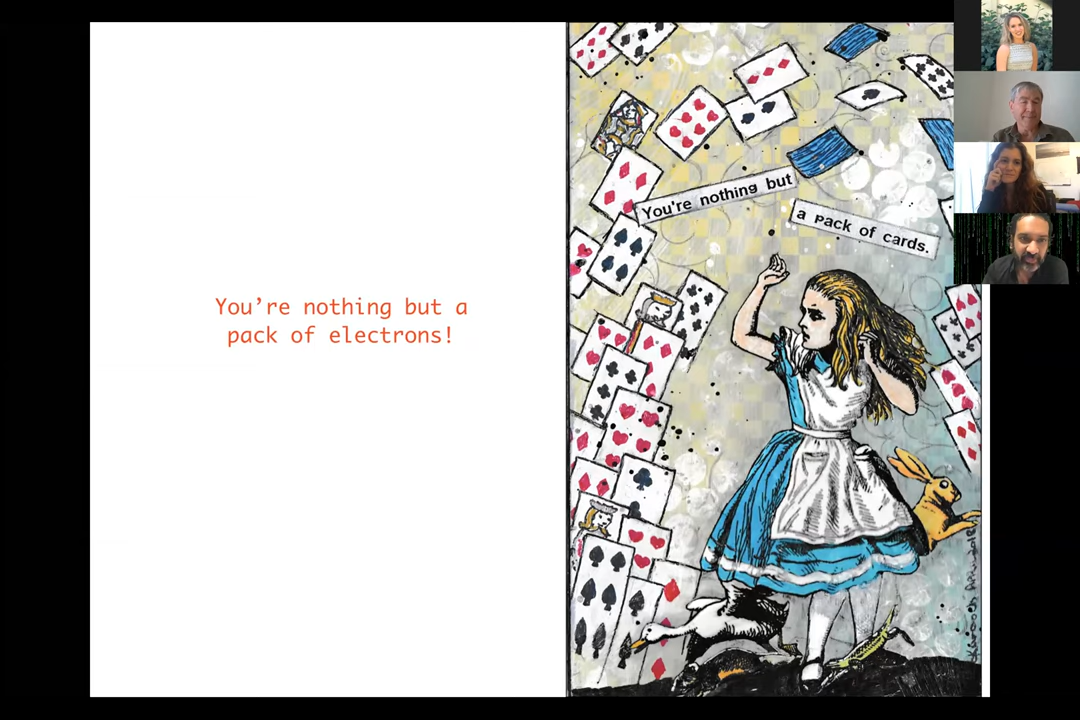 You’re nothing but a
pack of electrons!
You're nothing but
a Pack of cards.